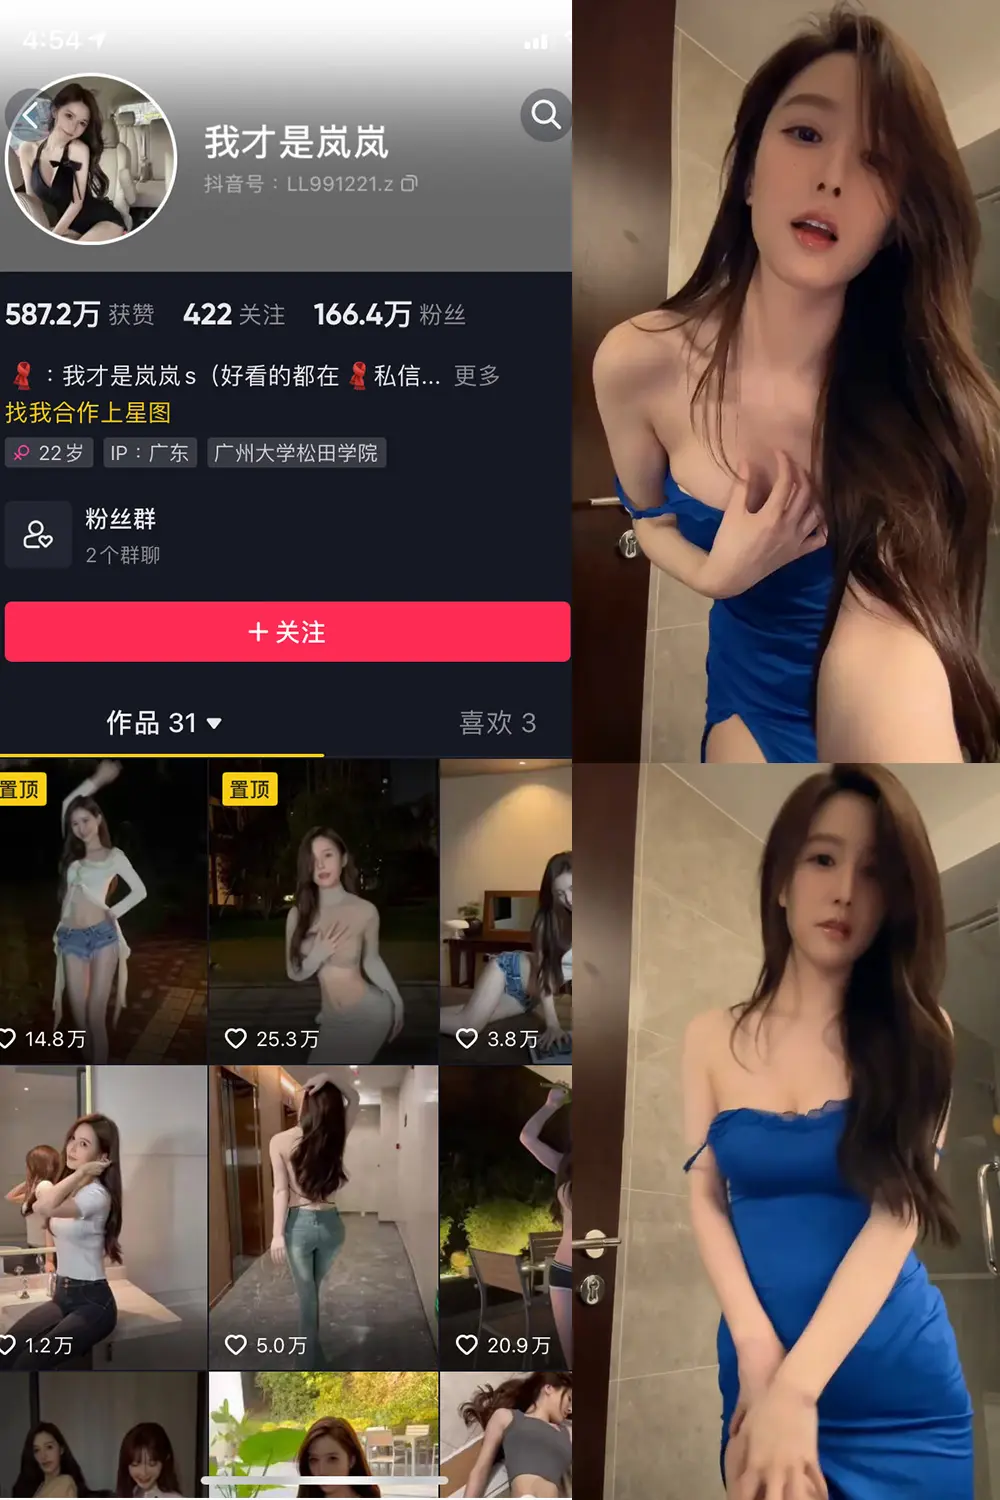 4:54
我才是岚岚
抖音号：LL991221.z
587.2万 获赞 422 关注 166.4万 粉丝
：我才是岚岚s（好看的都在 私信... 更多
找我合作上星图
22岁 IP：广东 广州大学松田学院
粉丝群
2个群聊
+ 关注
作品 31 喜欢 3
置顶 置顶
14.8万 25.3万 3.8万
1.2万 5.0万 20.9万